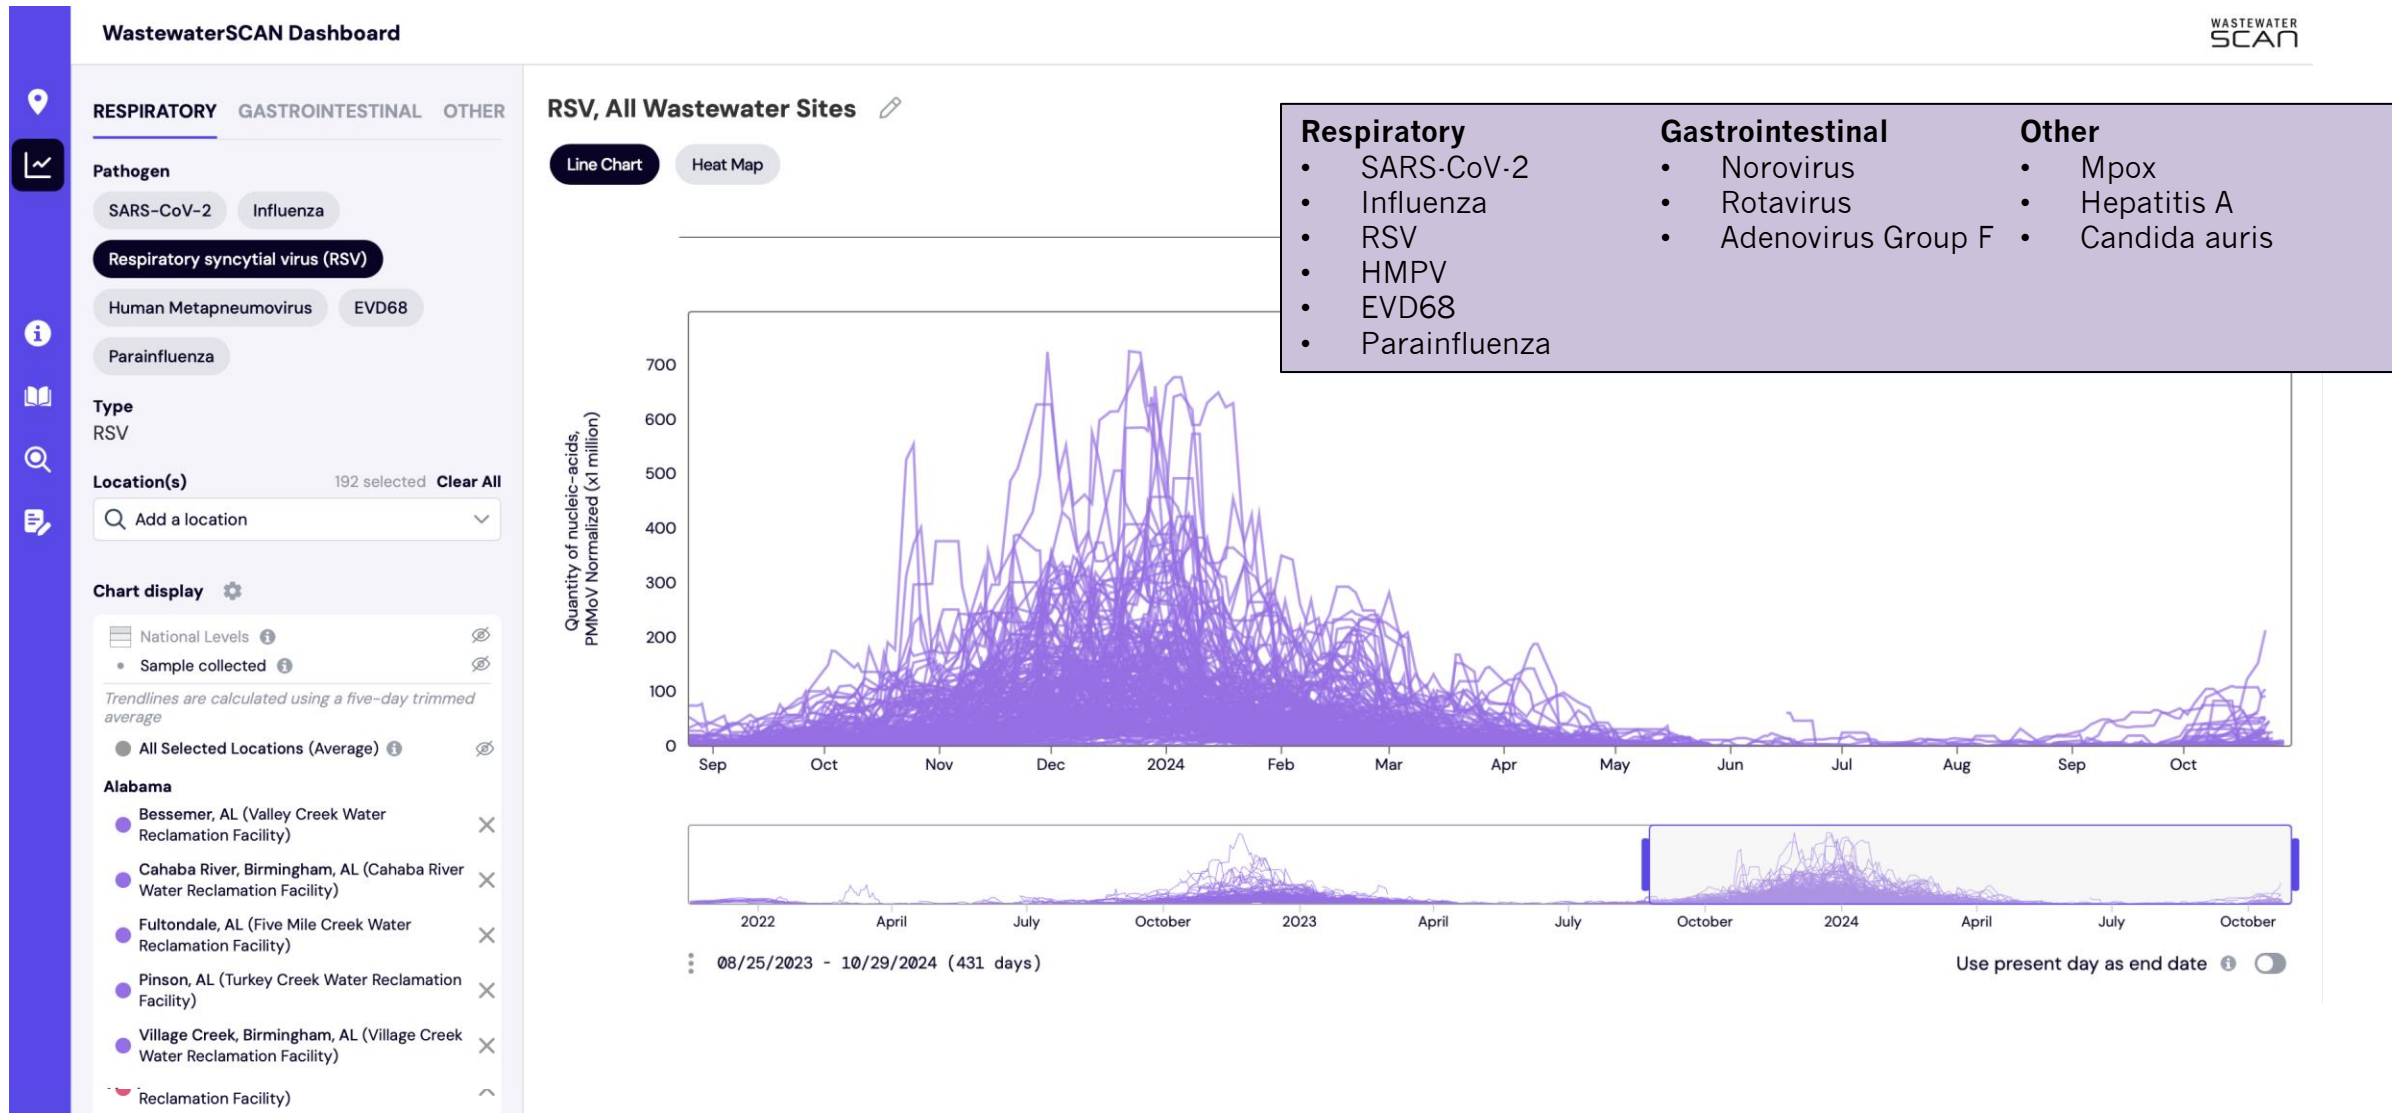 WastewaterSCAN Dashboard
WASTEWATER
SCAN
RESPIRATORY GASTROINTESTINAL OTHER
Pathogen
SARS-CoV-2 Influenza
Respiratory syncytial virus (RSV)
Human Metapneumovirus EVD68
Parainfluenza
Type
RSV
Location(s) 192 selected Clear All
Add a location
Chart display
National Levels
Sample collected
Trendlines are calculated using a five-day trimmed
average
All Selected Locations (Average)
Alabama
Bessemer, AL (Valley Creek Water
Reclamation Facility)
Cahaba River, Birmingham, AL (Cahaba River
Water Reclamation Facility)
Fultondale, AL (Five Mile Creek Water
Reclamation Facility)
Pinson, AL (Turkey Creek Water Reclamation
Facility)
Village Creek, Birmingham, AL (Village Creek
Water Reclamation Facility)
Reclamation Facility)
RSV, All Wastewater Sites
Line Chart Heat Map
Respiratory
• SARS-CoV-2
• Influenza
• RSV
• HMPV
• EVD68
• Parainfluenza
Gastrointestinal
• Norovirus
• Rotavirus
• Adenovirus Group F
Other
• Mpox
• Hepatitis A
• Candida auris
Quantity of nucleic-acids,
PMMoV Normalized (x1 million)
700
600
500
400
300
200
100
0
Sep Oct Nov Dec 2024 Feb Mar Apr May Jun Jul Aug Sep Oct
2022 April July October 2023 April July October 2024 April July October
08/25/2023 - 10/29/2024 (431 days)
Use present day as end date